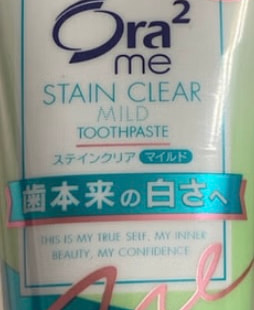 Ora2
me
STAIN CLEAR
MILD
TOOTHPASTE
ステインクリア マイルド
歯本来の白さへ
THIS IS MY TRUE SELF, MY INNER
BEAUTY, MY CONFIDENCE